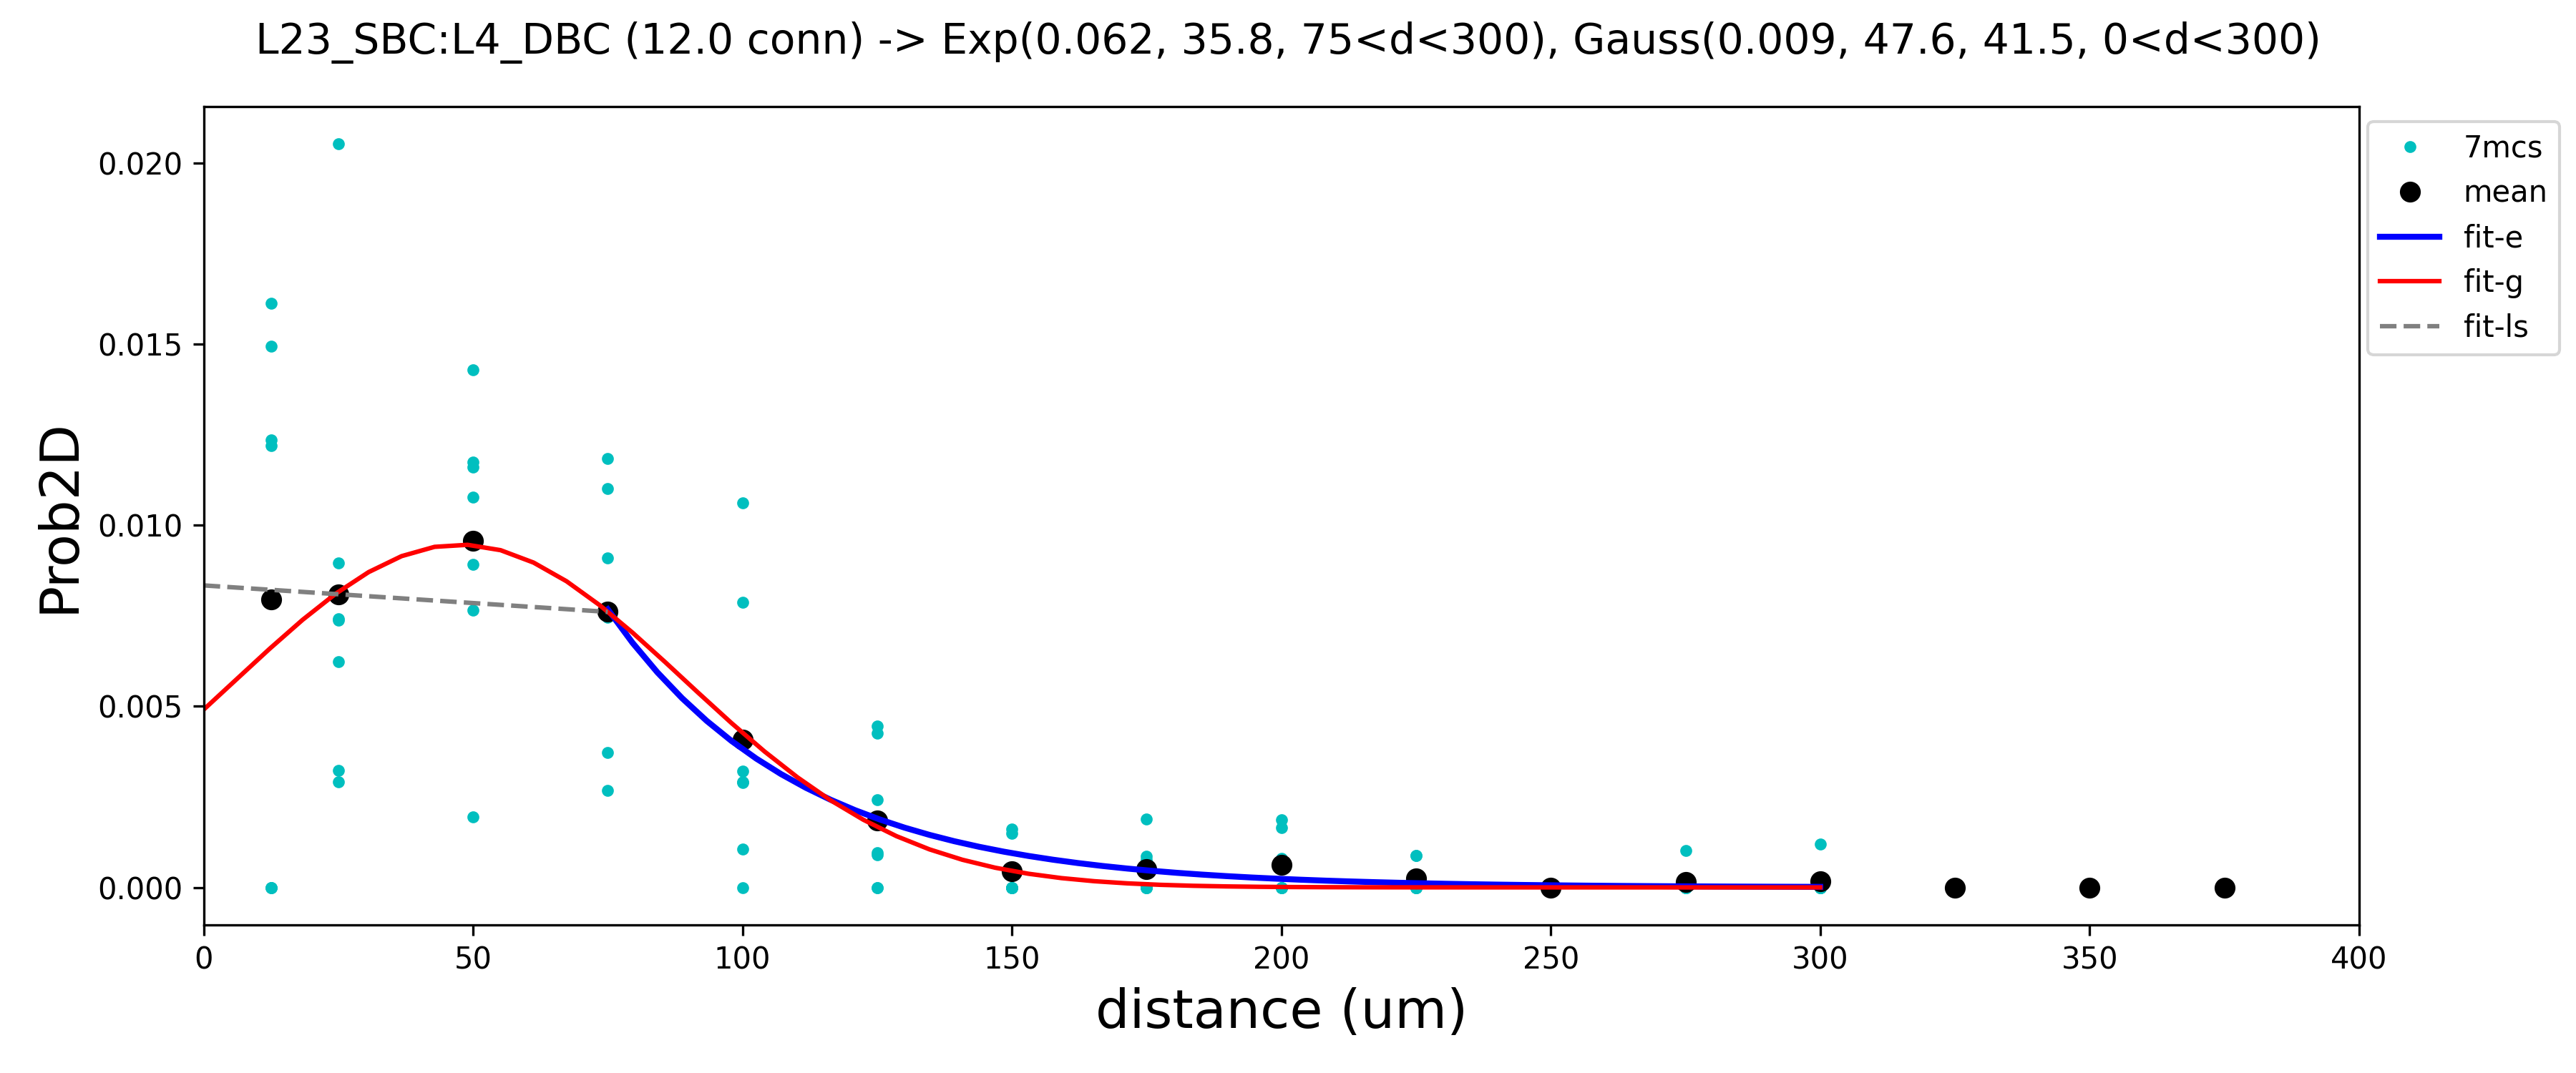 L23_SBC:L4_DBC (12.0 conn) -> Exp(0.062, 35.8, 75<d<300), Gauss(0.009, 47.6, 41.5, 0<d<300)
7mcs
mean
fit-e
fit-g
fit-ls
Prob2D
0.020
0.015
0.010
0.005
0.000
0 50 100 150 200 250 300 350 400
distance (um)